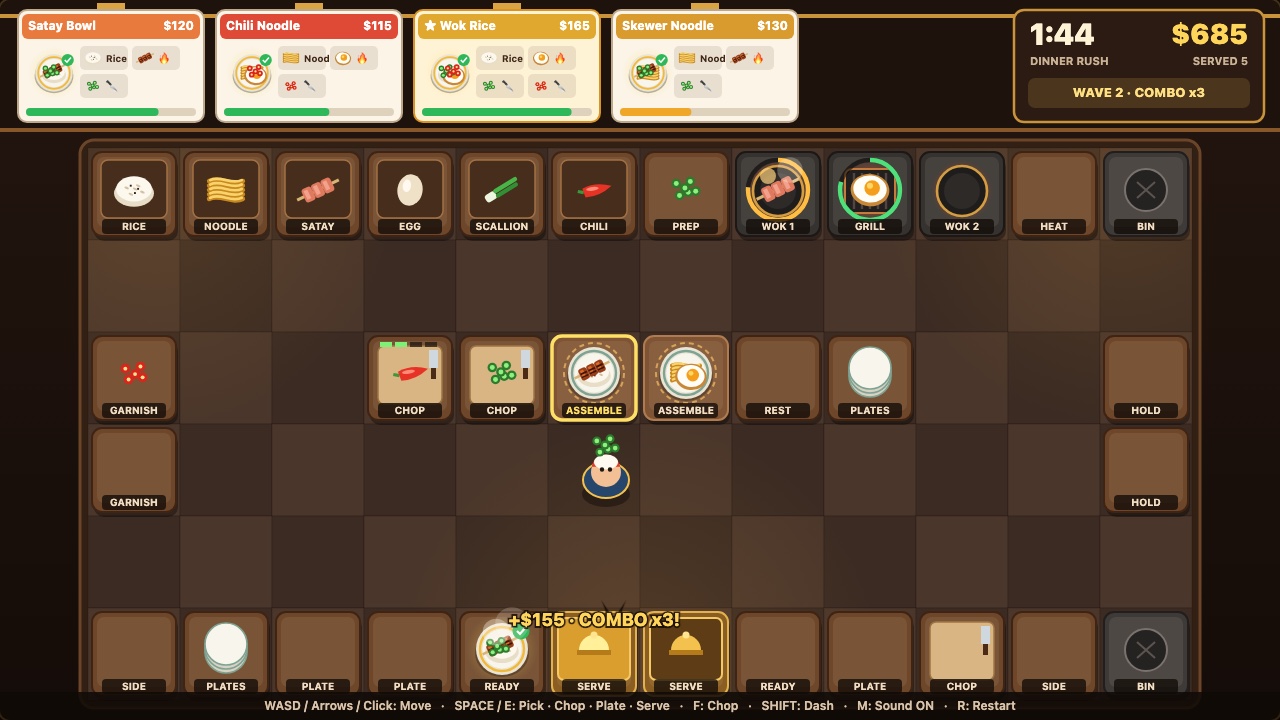 Satay Bowl $120
Rice
Chili Noodle $115
Nood
Wok Rice $165
Rice
Skewer Noodle $130
Nood
1:44 $685
DINNER RUSH SERVED 5
WAVE 2 · COMBO x3
RICE NOODLE SATAY EGG SCALLION CHILI PREP WOK 1 GRILL WOK 2 HEAT BIN
GARNISH CHOP CHOP ASSEMBLE ASSEMBLE REST PLATES HOLD
GARNISH HOLD
+$155 · COMBO x3!
SIDE PLATES PLATE PLATE READY SERVE SERVE READY PLATE CHOP SIDE BIN
WASD / Arrows / Click: Move · SPACE / E: Pick · Chop · Plate · Serve · F: Chop · SHIFT: Dash · M: Sound ON · R: Restart